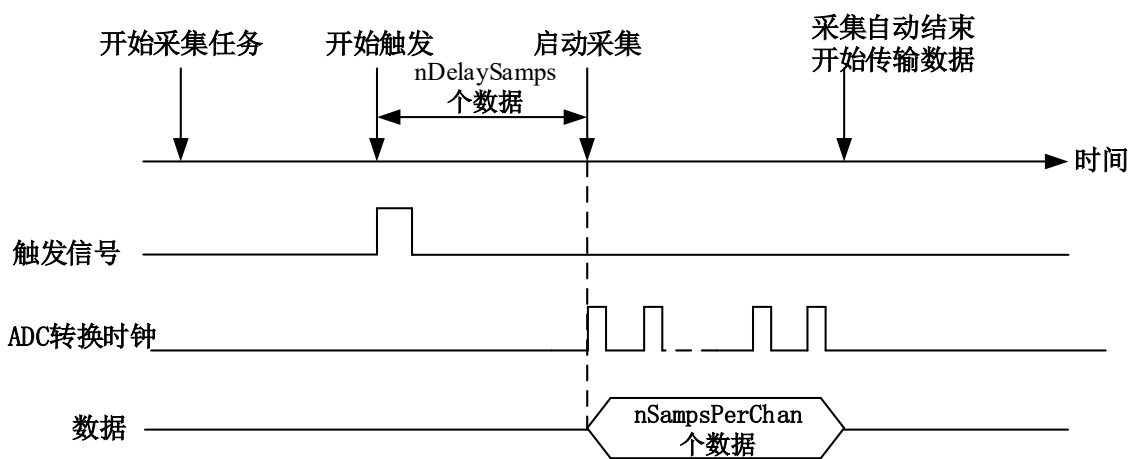 开始采集任务
开始触发
启动采集
采集自动结束
开始传输数据
nDelaySamps
个数据
时间
触发信号
ADC转换时钟
数据
nSampsPerChan
个数据